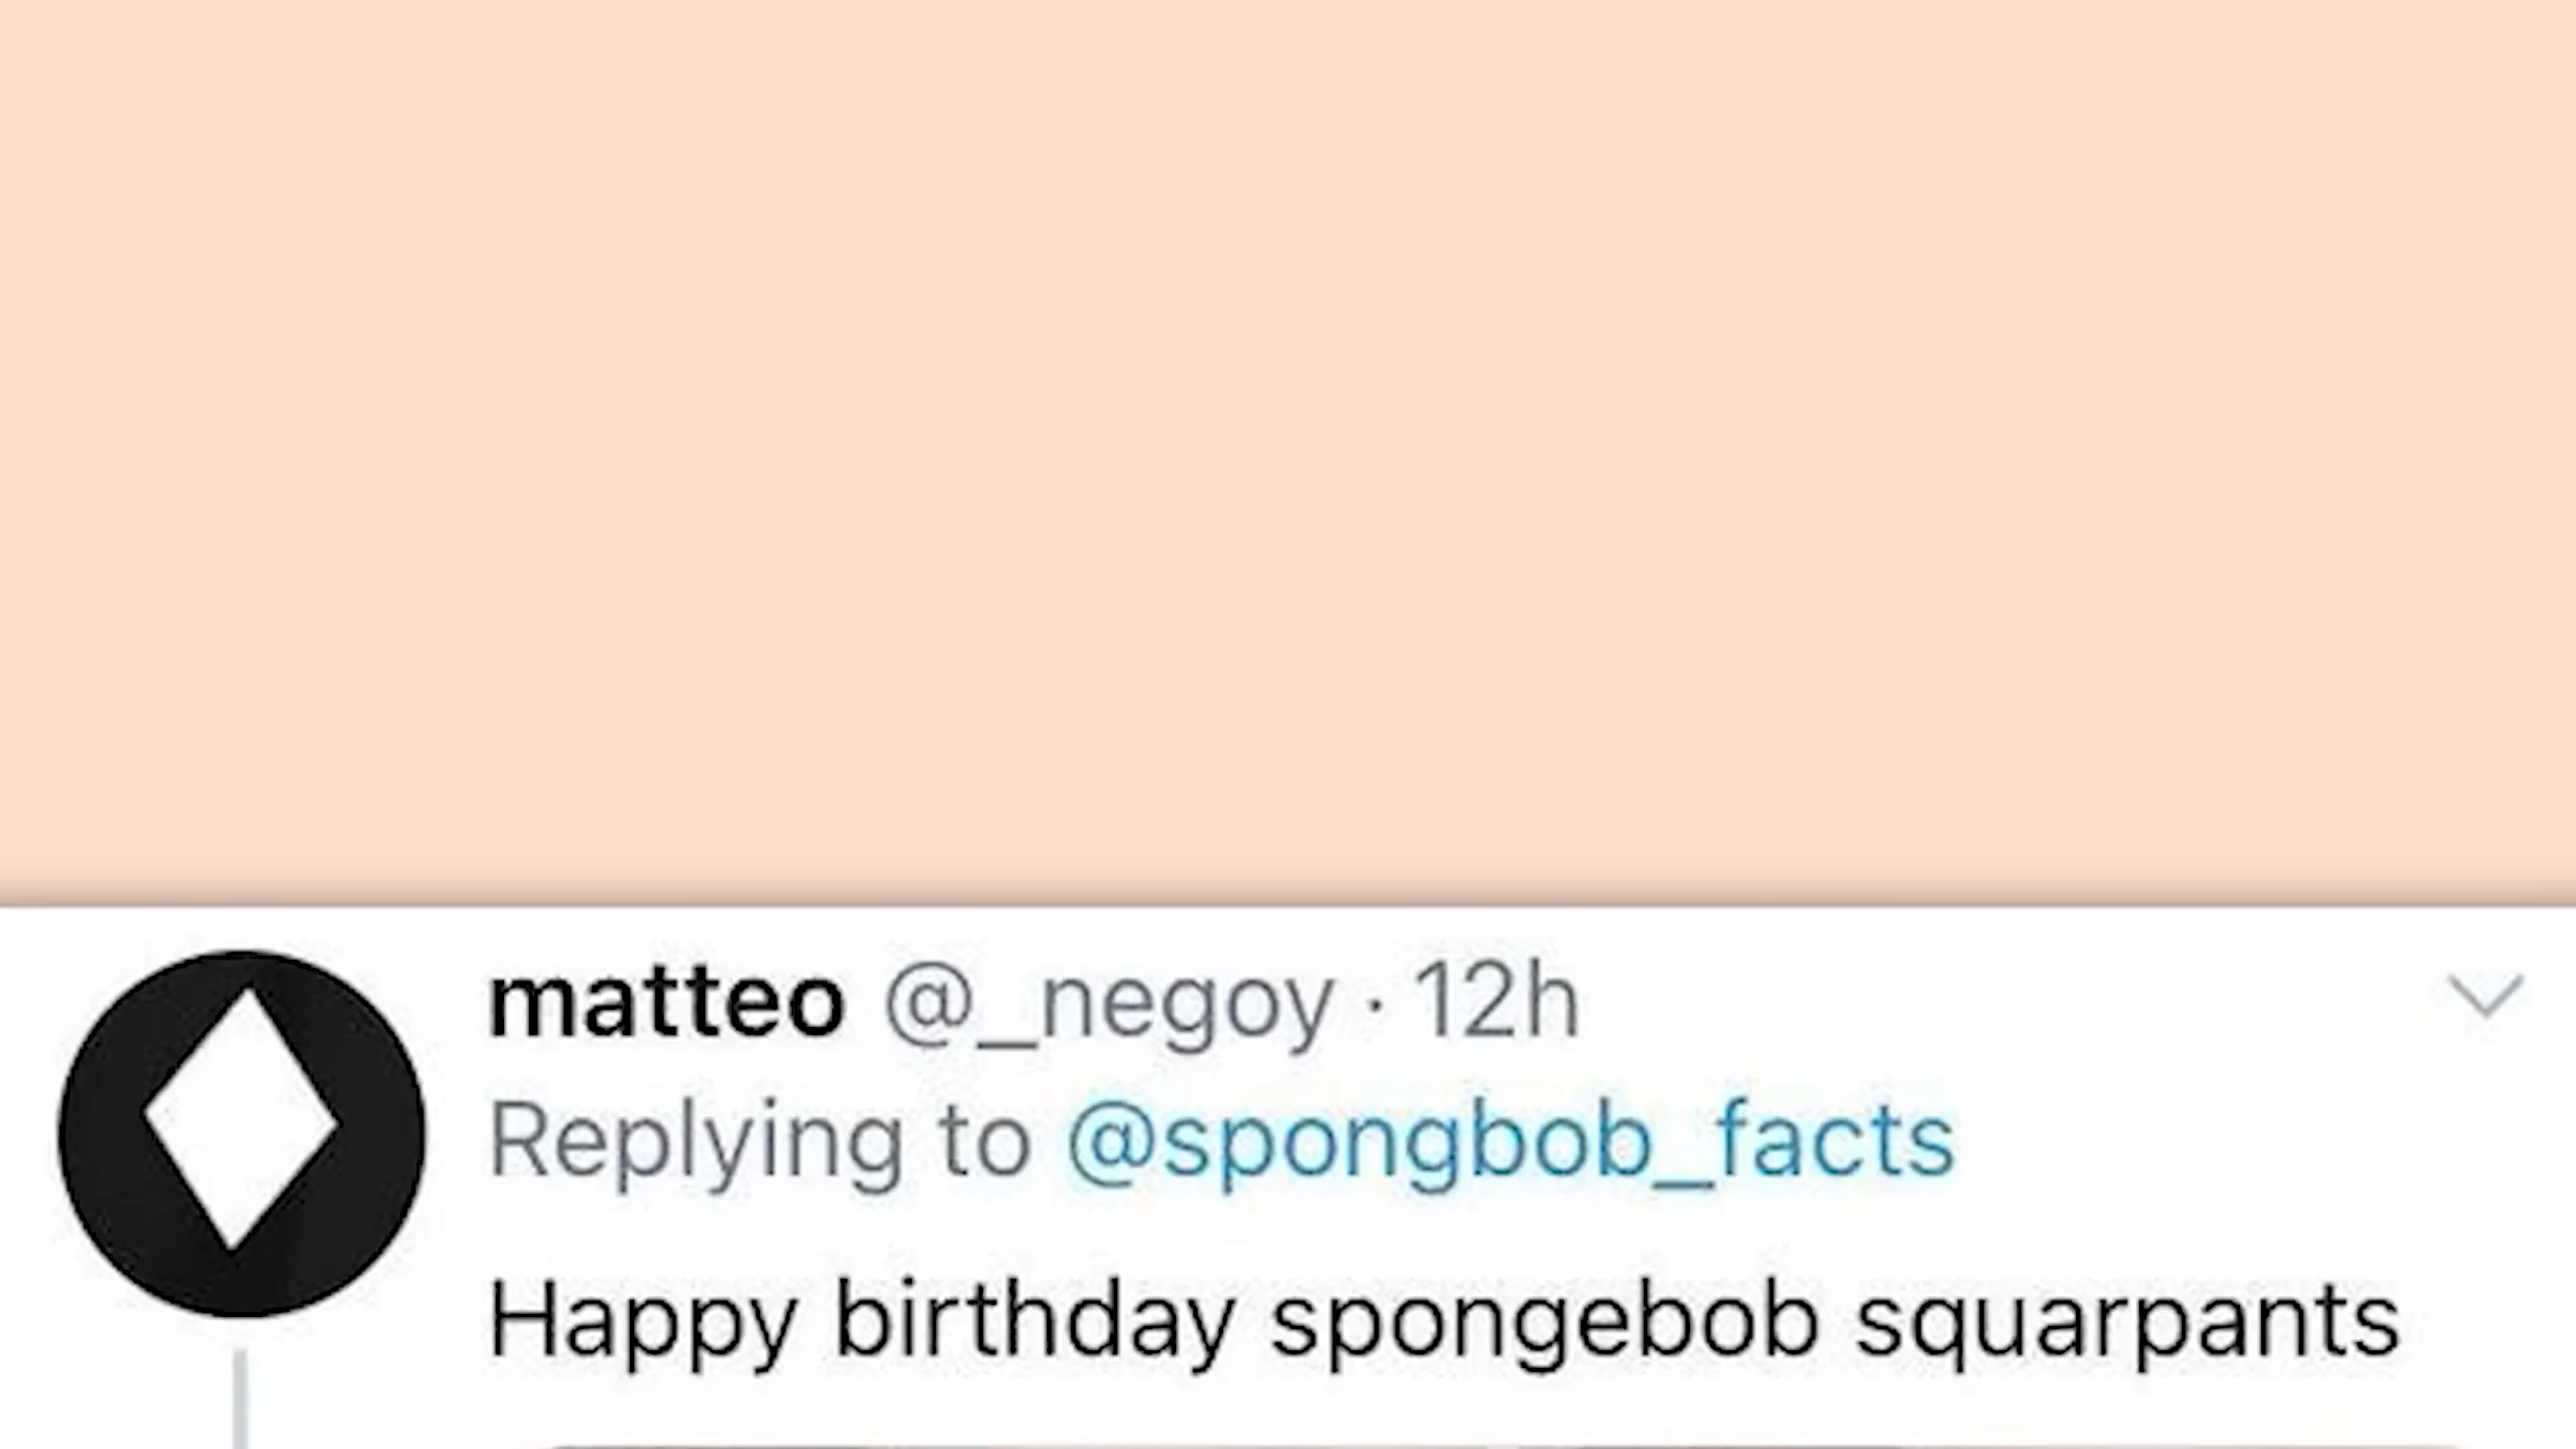 matteo @_negoy · 12h
Replying to @spongbob_facts
Happy birthday spongebob squarpants